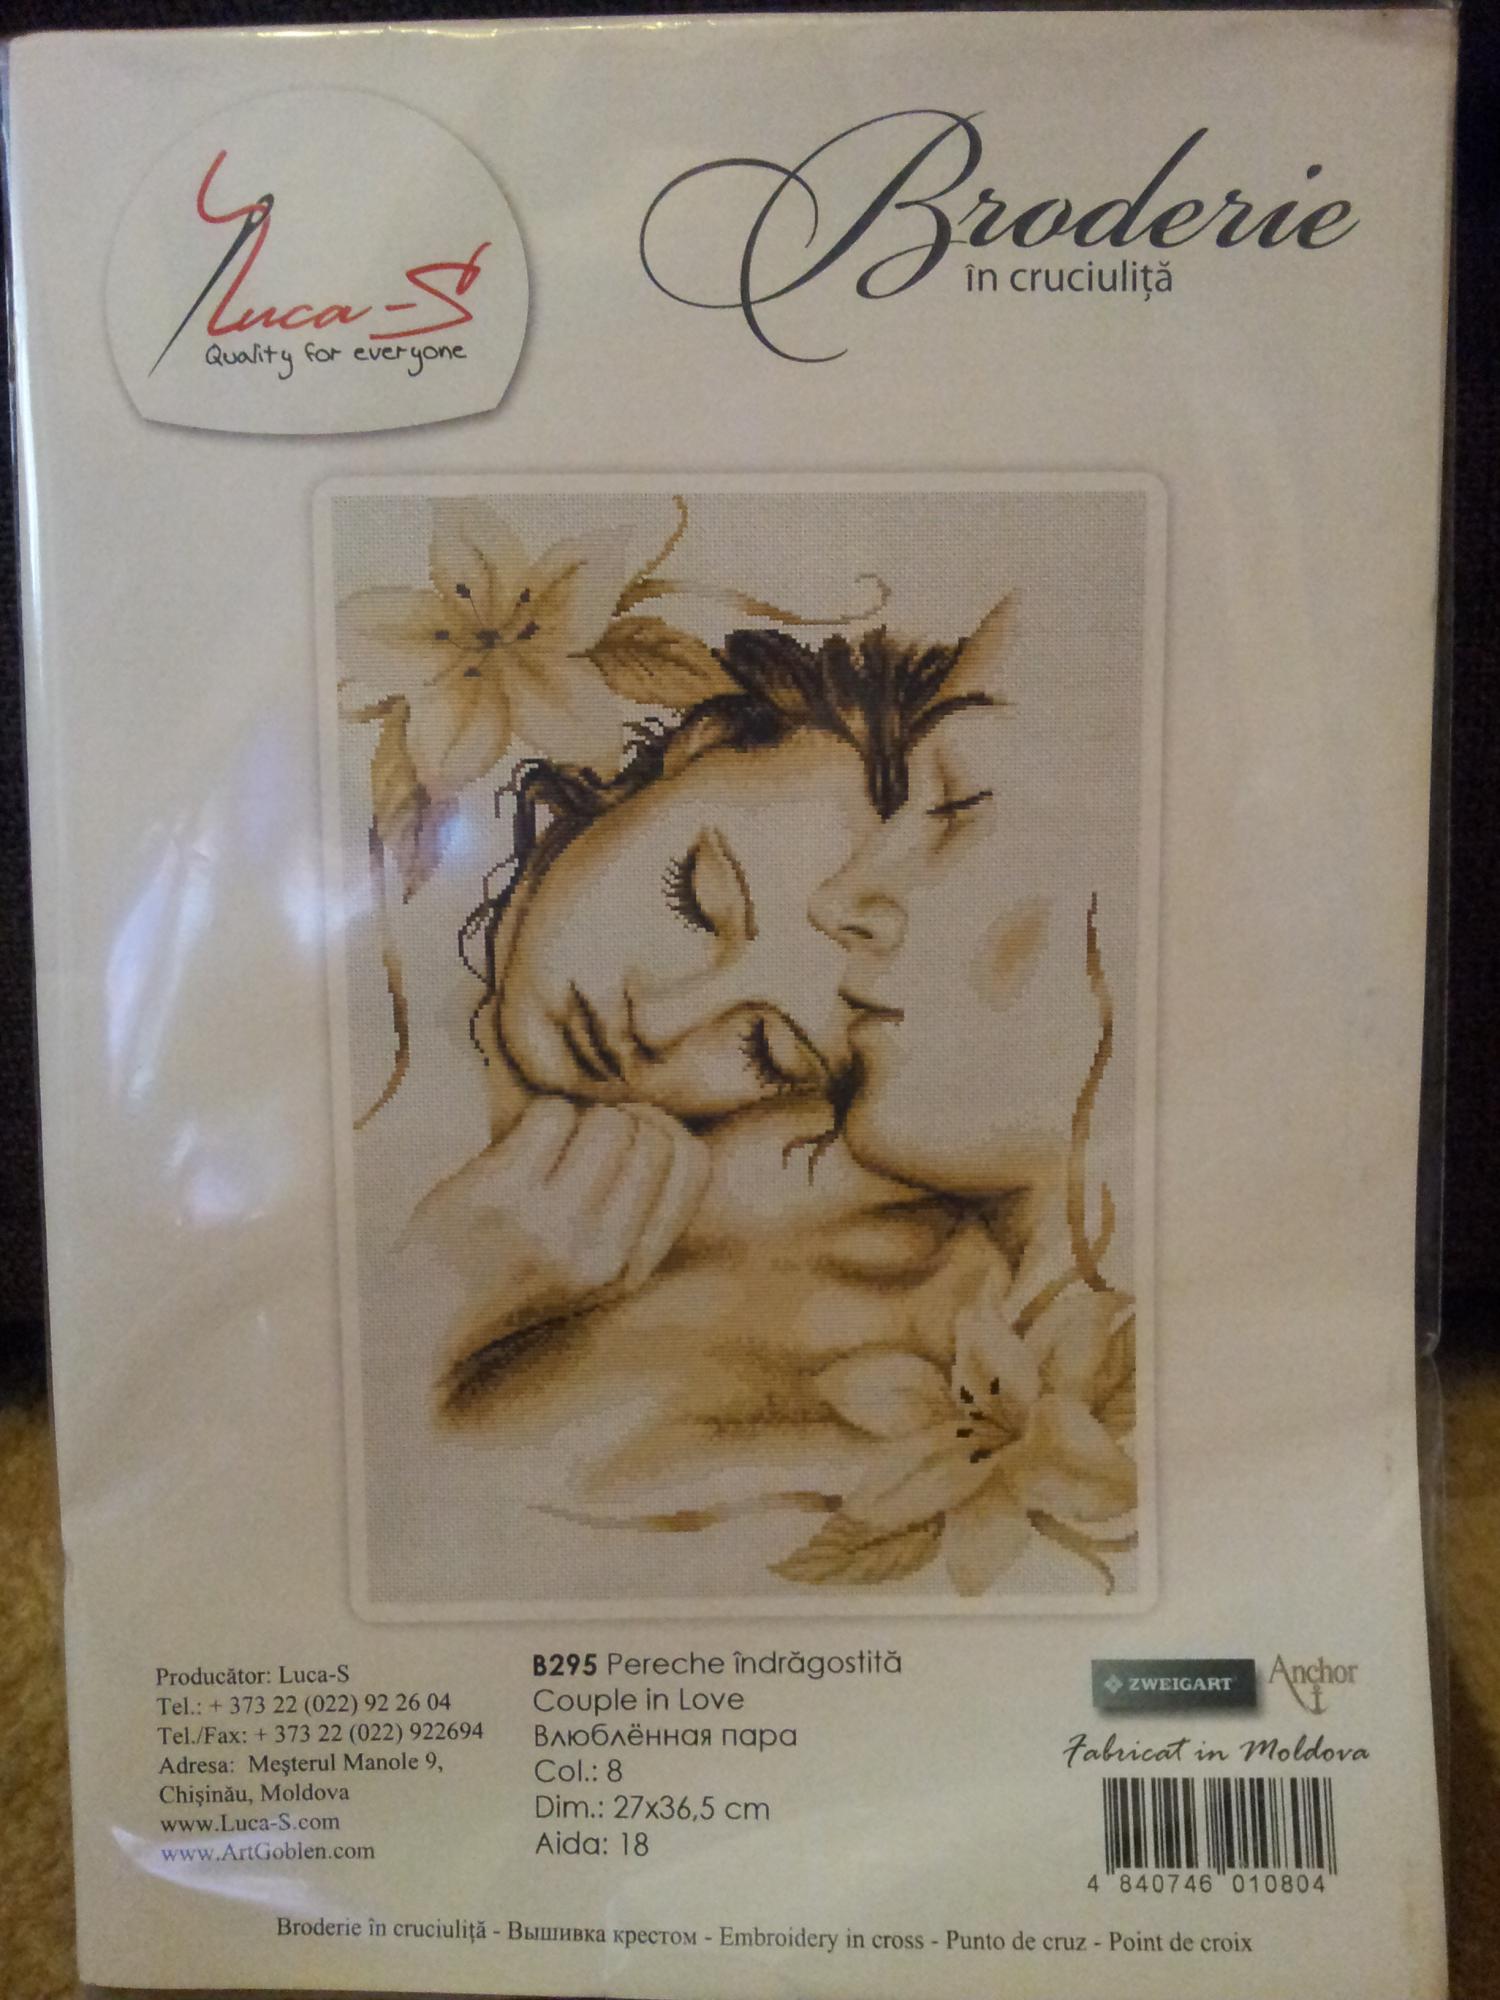 Luca-S
Quality for everyone
Broderie
în cruciuliță
Producător: Luca-S
Tel.: + 373 22 (022) 92 26 04
Tel./Fax: + 373 22 (022) 922694
Adresa: Meşterul Manole 9,
Chişinău, Moldova
www.Luca-S.com
www.ArtGoblen.com
B295 Pereche îndrăgostită
Couple in Love
Влюблённая пара
Col.: 8
Dim.: 27x36,5 cm
Aida: 18
ZWEIGART Anchor
Fabricat in Moldova
4 840746 010804
Broderie în cruciuliță - Вышивка крестом - Embroidery in cross - Punto de cruz - Point de croix